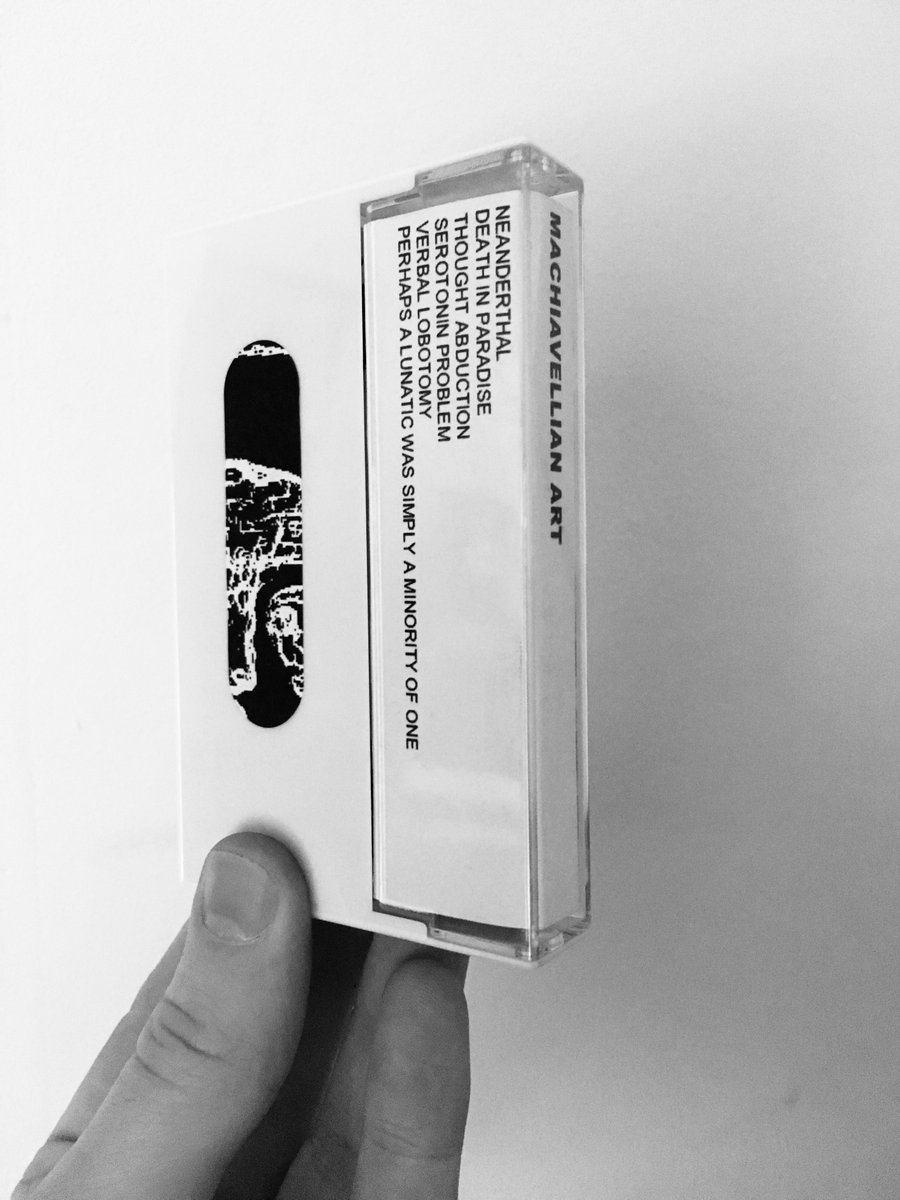 MACHIAVELLIAN ART
NEANDERTHAL
DEATH IN PARADISE
THOUGHT ABDUCTION
SEROTONIN PROBLEM
VERBAL LOBOTOMY
PERHAPS A LUNATIC WAS SIMPLY A MINORITY OF ONE